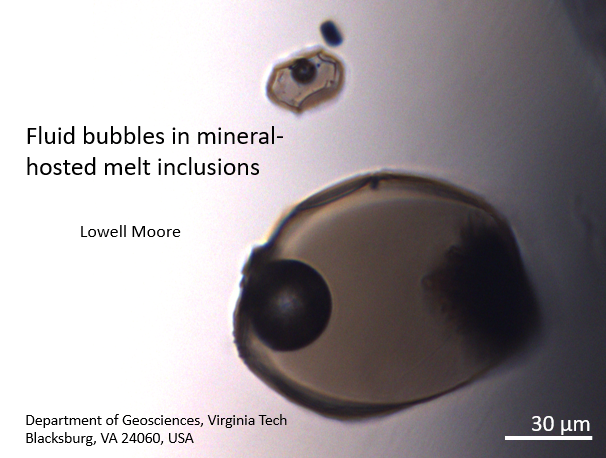 Fluid bubbles in mineral-
hosted melt inclusions
Lowell Moore
Department of Geosciences, Virginia Tech
Blacksburg, VA 24060, USA
30 µm